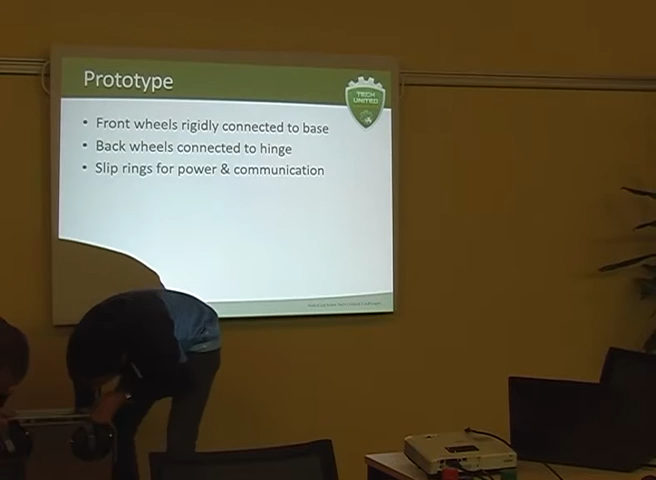 Prototype
TECH
UNITED
• Front wheels rigidly connected to base
• Back wheels connected to hinge
• Slip rings for power & communication